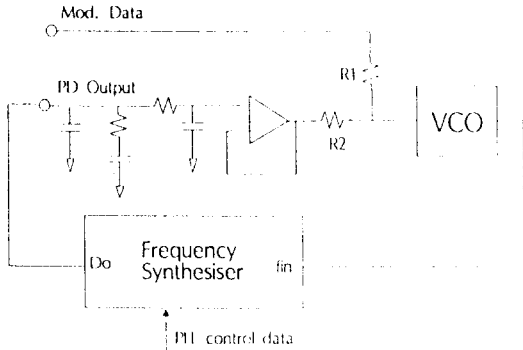 Mod. Data
PD Output
R1
R2
VCO
Do
Frequency
Synthesiser
fin
PLL control data